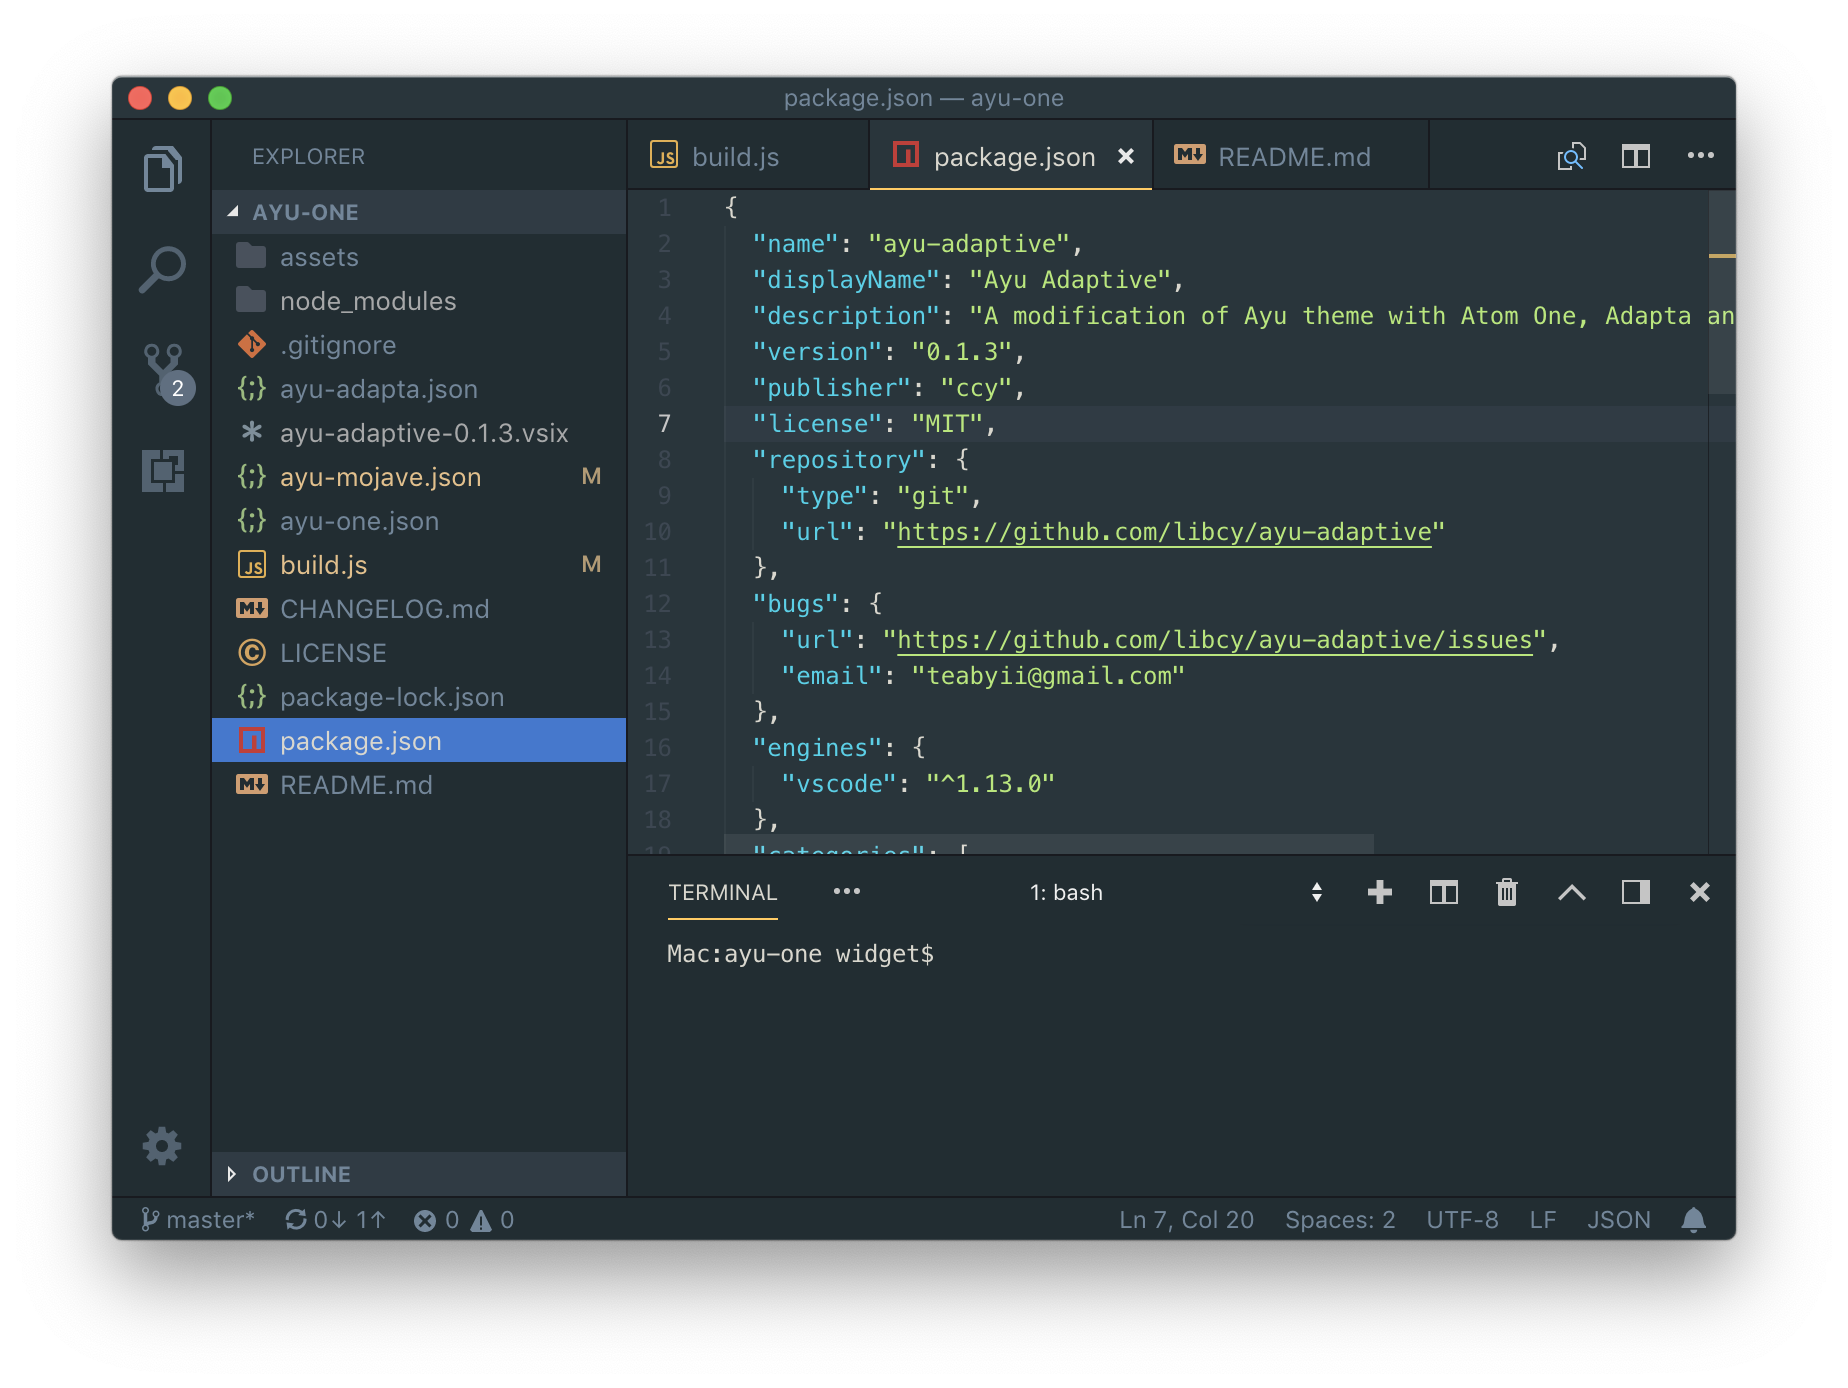 package.json — ayu-one
EXPLORER
AYU-ONE
assets
node_modules
.gitignore
ayu-adapta.json
ayu-adaptive-0.1.3.vsix
ayu-mojave.json M
ayu-one.json
build.js M
CHANGELOG.md
LICENSE
package-lock.json
package.json
README.md
OUTLINE
2
build.js package.json README.md
1 {
2 "name": "ayu-adaptive",
3 "displayName": "Ayu Adaptive",
4 "description": "A modification of Ayu theme with Atom One, Adapta an
5 "version": "0.1.3",
6 "publisher": "ccy",
7 "license": "MIT",
8 "repository": {
9 "type": "git",
10 "url": "https://github.com/libcy/ayu-adaptive"
11 },
12 "bugs": {
13 "url": "https://github.com/libcy/ayu-adaptive/issues",
14 "email": "teabyii@gmail.com"
15 },
16 "engines": {
17 "vscode": "^1.13.0"
18 },
19 "categories": [
TERMINAL ••• 1: bash
Mac:ayu-one widget$
master* 0↓ 1↑ 0 0 Ln 7, Col 20 Spaces: 2 UTF-8 LF JSON